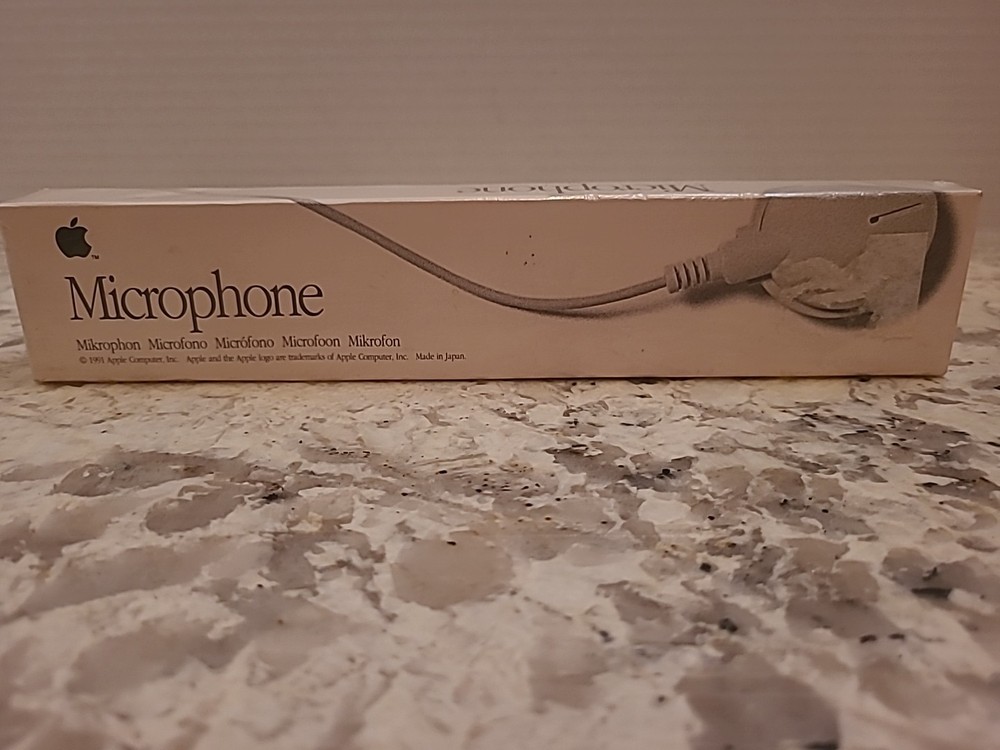 Microphone
TM
Microphone
Mikrophon Microfono Micrófono Microfoon Mikrofon
© 1991 Apple Computer, Inc. Apple and the Apple logo are trademarks of Apple Computer, Inc. Made in Japan.